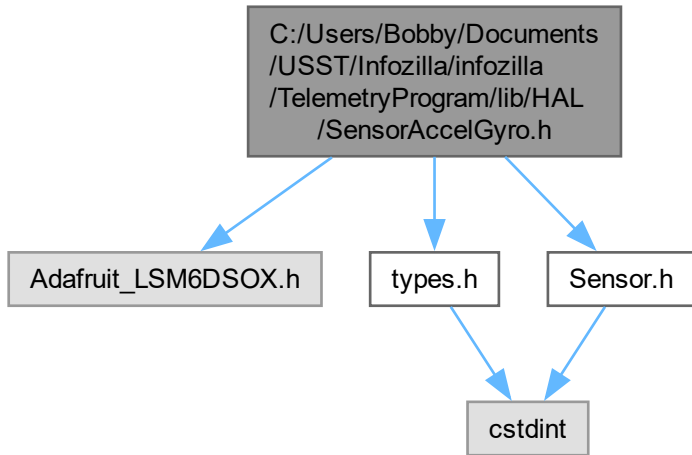 C:/Users/Bobby/Documents
/USST/Infozilla/infozilla
/TelemetryProgram/lib/HAL
/SensorAccelGyro.h
Adafruit_LSM6DSOX.h
types.h
Sensor.h
cstdint